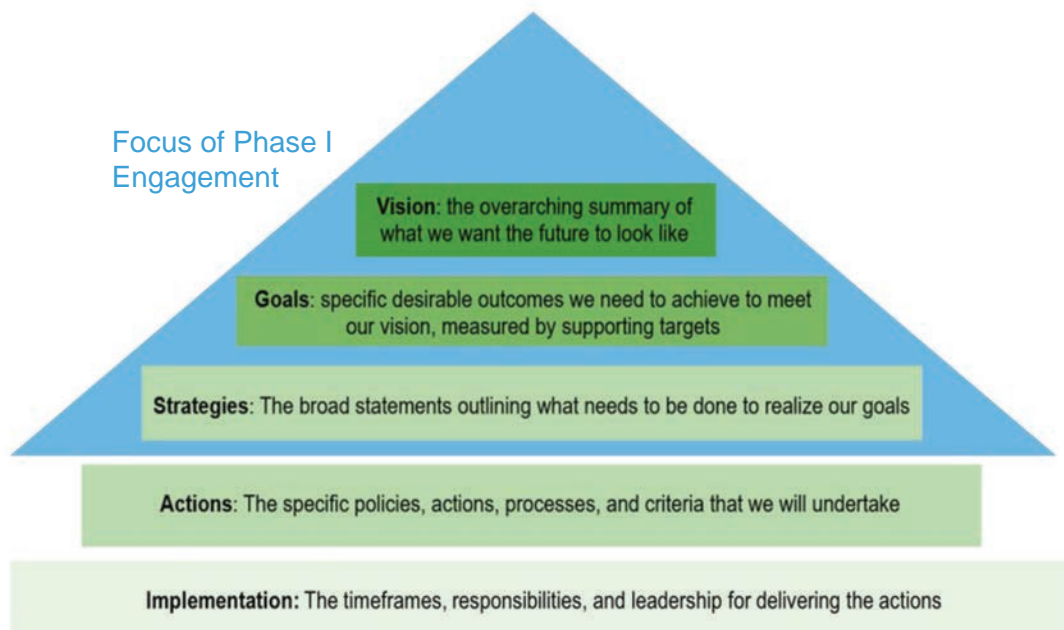 Focus of Phase I
Engagement
Vision: the overarching summary of
what we want the future to look like
Goals: specific desirable outcomes we need to achieve to meet
our vision, measured by supporting targets
Strategies: The broad statements outlining what needs to be done to realize our goals
Actions: The specific policies, actions, processes, and criteria that we will undertake
Implementation: The timeframes, responsibilities, and leadership for delivering the actions